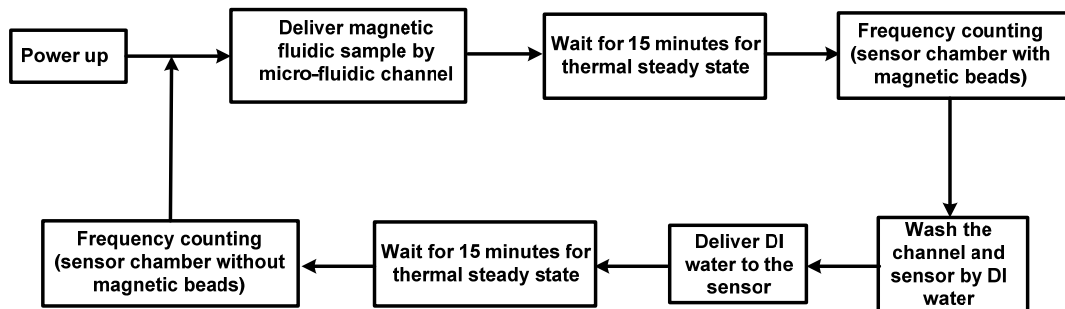 Power up
Deliver magnetic
fluidic sample by
micro-fluidic channel
Wait for 15 minutes for
thermal steady state
Frequency counting
(sensor chamber with
magnetic beads)
Wash the
channel and
sensor by DI
water
Deliver DI
water to the
sensor
Wait for 15 minutes for
thermal steady state
Frequency counting
(sensor chamber without
magnetic beads)